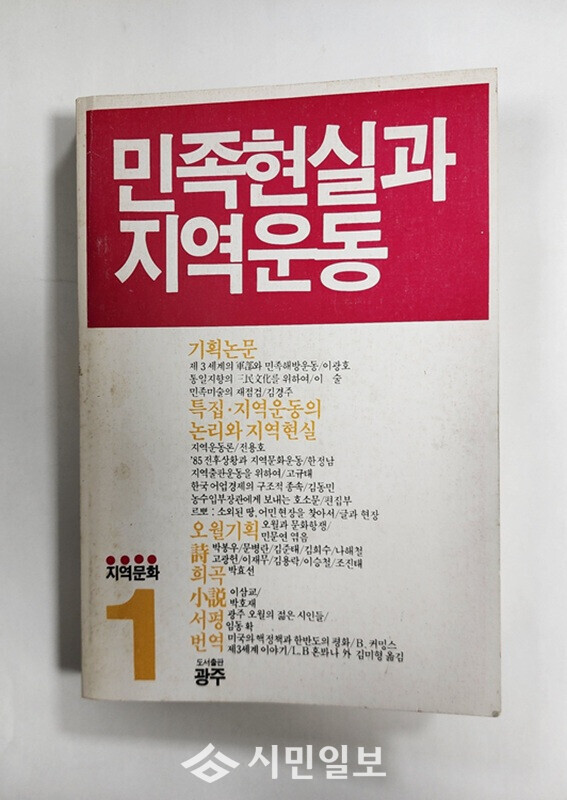 민족현실과
지역운동
기획논문
제3세계의 軍部와 민족해방운동/이광호
통일지향의 三民文化를 위하여/이 술
민족미술의 재점검/김경주
특집·지역운동의
논리와 지역현실
지역운동론/전용호
'85전후상황과 지역문화운동/한정남
지역출판운동을 위하여/고규태
한국 어업경제의 구조적 종속/김동민
농수입부장관에게 보내는 호소문/편집부
르뽀:소외된 땅, 어민현장을 찾아서/글과 현장
오월기획 오월과 문화항쟁/
민문연 엮음
詩 박봉우/문병란/김준태/김희수/나해철
고광헌/이재무/김용락/이승철/조진태
희곡 박효선
小說 이삼교/
박호재
서평 광주 오월의 젊은 시인들/
임동확
번역 미국의 핵정책과 한반도의 평화/B. 커밍스
제3세계 이야기/L.B 혼봐나 外 김미형 옮김
지역문화
1
도서출판
광주
시민일보